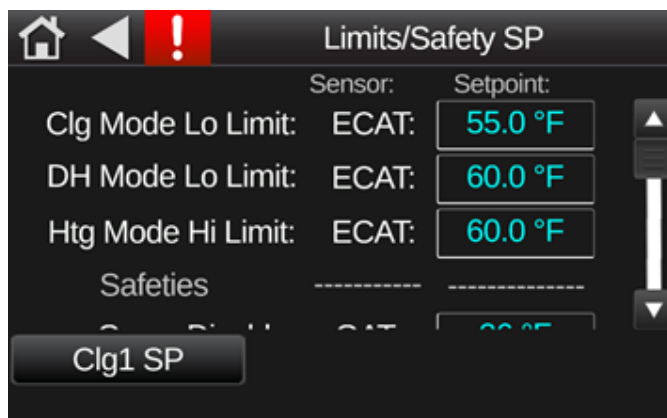 Limits/Safety SP
Sensor: Setpoint:
Clg Mode Lo Limit: ECAT: 55.0 °F
DH Mode Lo Limit: ECAT: 60.0 °F
Htg Mode Hi Limit: ECAT: 60.0 °F
Safeties ----------- --------------
Clg1 SP